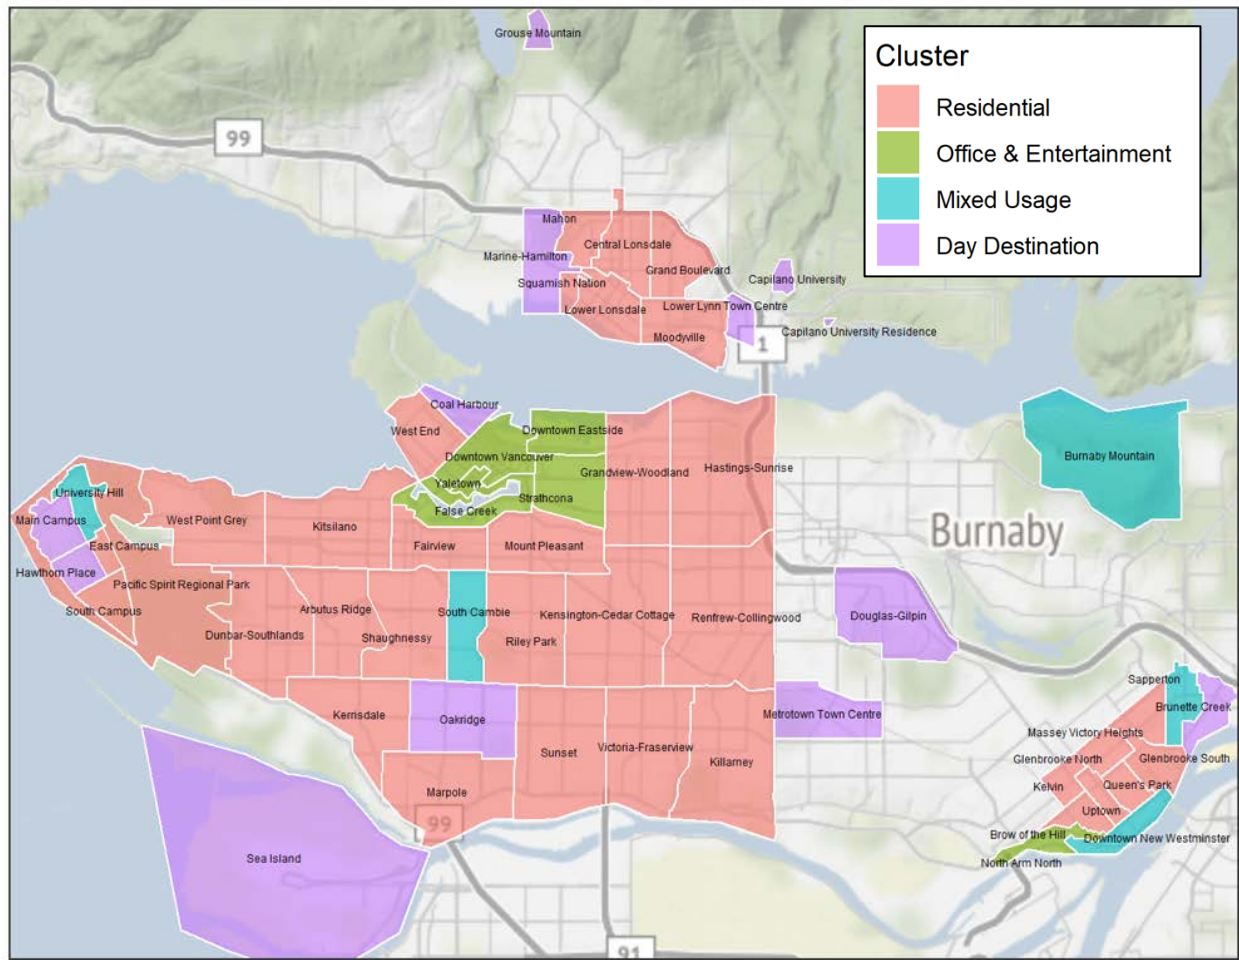 Grouse Mountain
Cluster
Residential
Office & Entertainment
Mixed Usage
Day Destination
99
Mahon
Central Lonsdale
Marine-Hamilton
Grand Boulevard
Squamish Nation
Capilano University
Lower Lonsdale
Lower Lynn Town Centre
Moodyville
Capilano University Residence
1
Coal Harbour
West End
Downtown Eastside
Downtown Vancouver
Grandview-Woodland
Hastings-Sunrise
Burnaby Mountain
Yaletown
Strathcona
False Creek
University Hill
Main Campus
West Point Grey
Kitsilano
East Campus
Fairview
Mount Pleasant
Burnaby
Hawthorn Place
Pacific Spirit Regional Park
South Campus
Arbutus Ridge
South Cambie
Kensington-Cedar Cottage
Renfrew-Collingwood
Douglas-Gilpin
Dunbar-Southlands
Shaughnessy
Riley Park
Sapperton
Brunette Creek
Kerrisdale
Oakridge
Metrotown Town Centre
Massey Victory Heights
Sunset
Victoria-Fraserview
Killarney
Glenbrooke North
Glenbrooke South
Kelvin
Queen's Park
Marpole
Uptown
99
Brow of the Hill
Downtown New Westminster
Sea Island
North Arm North
91